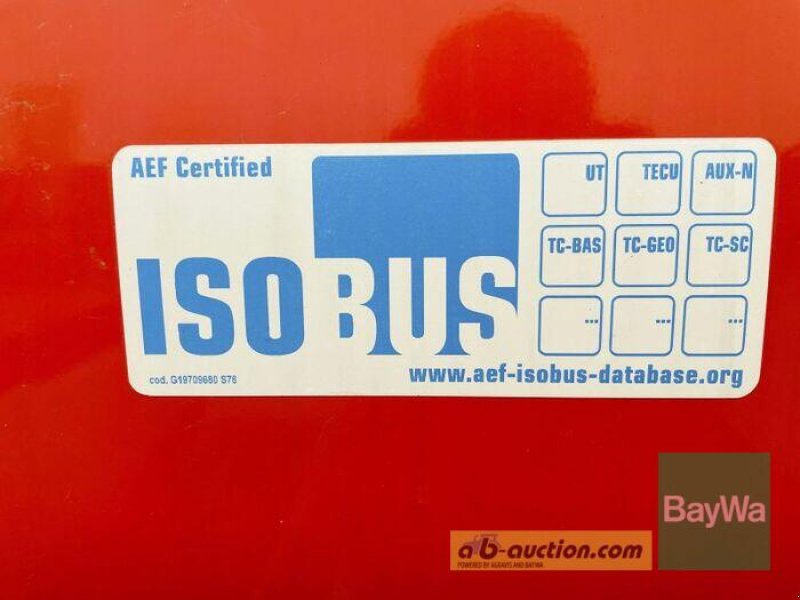 AEF Certified
ISOBUS
UT TECU AUX-N
TC-BAS TC-GEO TC-SC
... ... ...
cod. G19709680 S76
www.aef-isobus-database.org
BayWa
ab-auction.com
POWERED BY AGRAVIS AND BAYWA